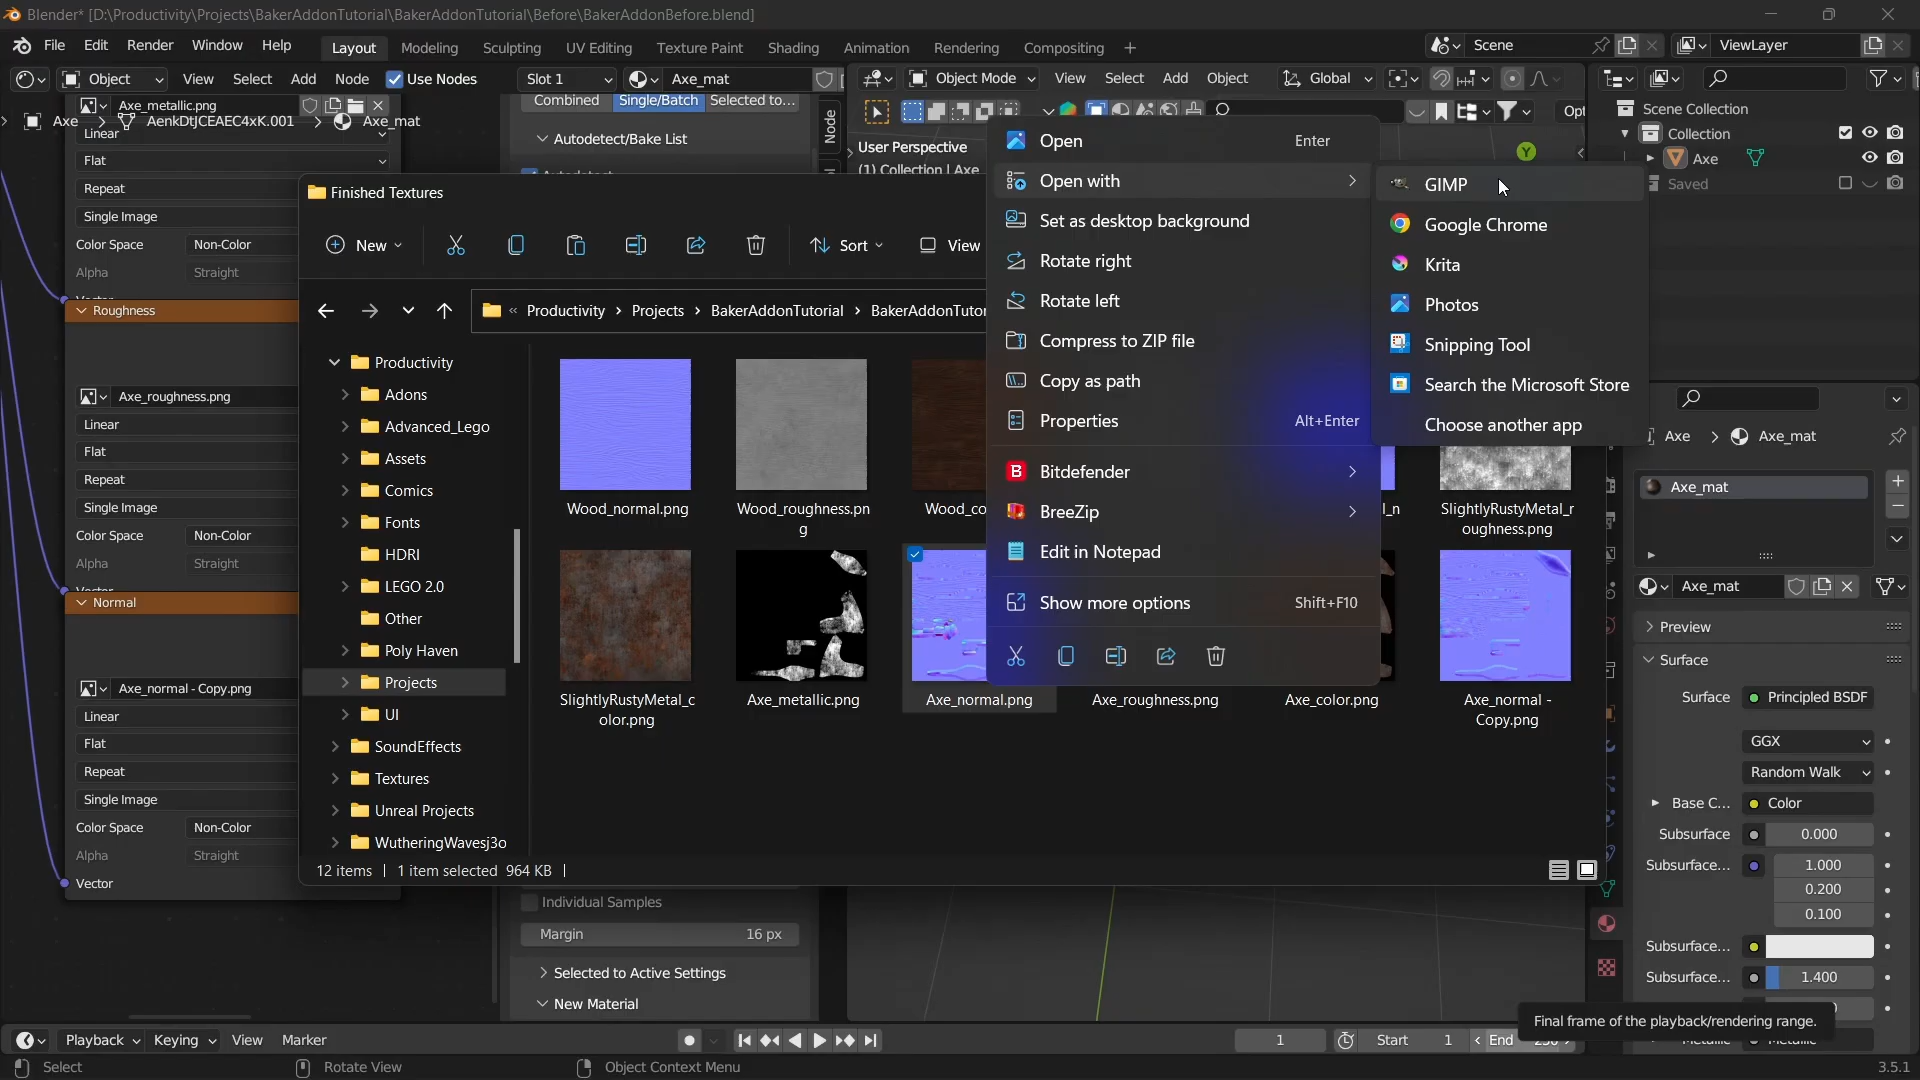 Blender* [D:\Productivity\Projects\BakerAddonTutorial\BakerAddonTutorial\Before\BakerAddonBefore.blend]
File Edit Render Window Help Layout Modeling Sculpting UV Editing Texture Paint Shading Animation Rendering Compositing + Scene ViewLayer
Object View Select Add Node Use Nodes Slot 1 Axe_mat Object Mode View Select Add Object Global
Axe_metallic.png
Axe > AenkDtJCEAEC4xK.001 > Axe_mat
Linear
Flat
Repeat
Single Image
Color Space Non-Color
Alpha Straight
Roughness
Axe_roughness.png
Linear
Flat
Repeat
Single Image
Color Space Non-Color
Alpha Straight
Normal
Axe_normal - Copy.png
Linear
Flat
Repeat
Single Image
Color Space Non-Color
Alpha Straight
Vector
Combined Single/Batch Selected to...
Autodetect/Bake List
Node
User Perspective
(1) Collection | Axe
Opt
Y
Finished Textures
New Sort View
Productivity > Projects > BakerAddonTutorial > BakerAddonTutor
Productivity
Adons
Advanced_Lego
Assets
Comics
Fonts
HDRI
LEGO 2.0
Other
Poly Haven
Projects
UI
SoundEffects
Textures
Unreal Projects
WutheringWavesj3o
Wood_normal.png
Wood_roughness.pn
g
Wood_co
l_n
SlightlyRustyMetal_r
oughness.png
SlightlyRustyMetal_c
olor.png
Axe_metallic.png
Axe_normal.png
Axe_roughness.png
Axe_color.png
Axe_normal -
Copy.png
12 items | 1 item selected 964 KB |
Open Enter
Open with
Set as desktop background
Rotate right
Rotate left
Compress to ZIP file
Copy as path
Properties Alt+Enter
Bitdefender
BreeZip
Edit in Notepad
Show more options Shift+F10
GIMP
Google Chrome
Krita
Photos
Snipping Tool
Search the Microsoft Store
Choose another app
Individual Samples
Margin 16 px
Selected to Active Settings
New Material
Scene Collection
Collection
Axe
Saved
Axe > Axe_mat
Axe_mat
Axe_mat
Preview
Surface
Surface Principled BSDF
GGX
Random Walk
Base C... Color
Subsurface 0.000
Subsurface... 1.000
0.200
0.100
Subsurface...
Subsurface... 1.400
Final frame of the playback/rendering range.
Playback Keying View Marker 1 Start 1 End
Select Rotate View Object Context Menu 3.5.1